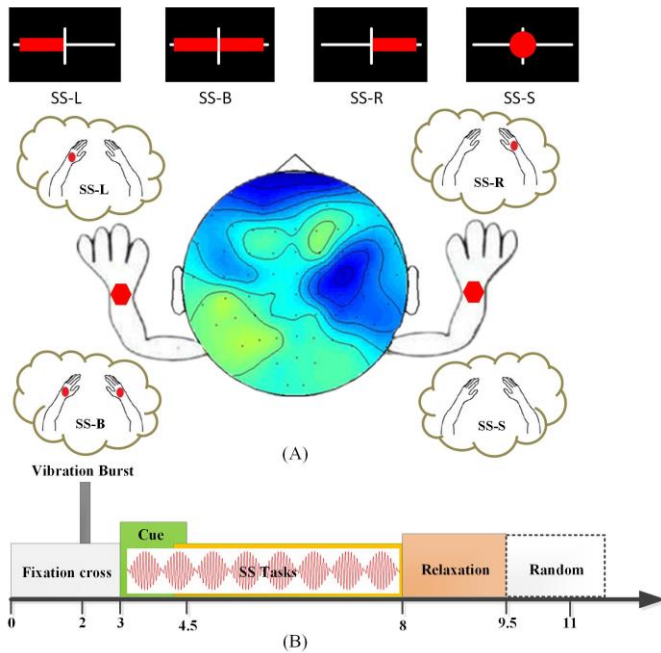 SS-L SS-B SS-R SS-S
SS-L SS-R
SS-B SS-S
(A)
Vibration Burst
Cue
Fixation cross SS Tasks Relaxation Random
0 2 3 4.5 8 9.5 11
(B)